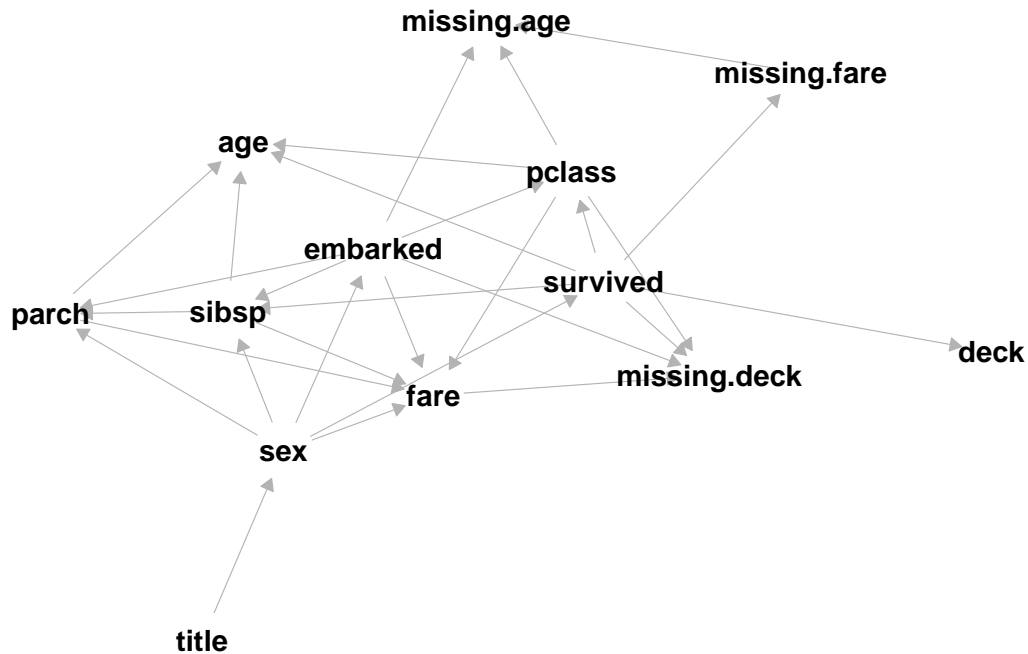 missing.age
missing.fare
age
pclass
embarked
survived
parch
sibsp
deck
missing.deck
fare
sex
title